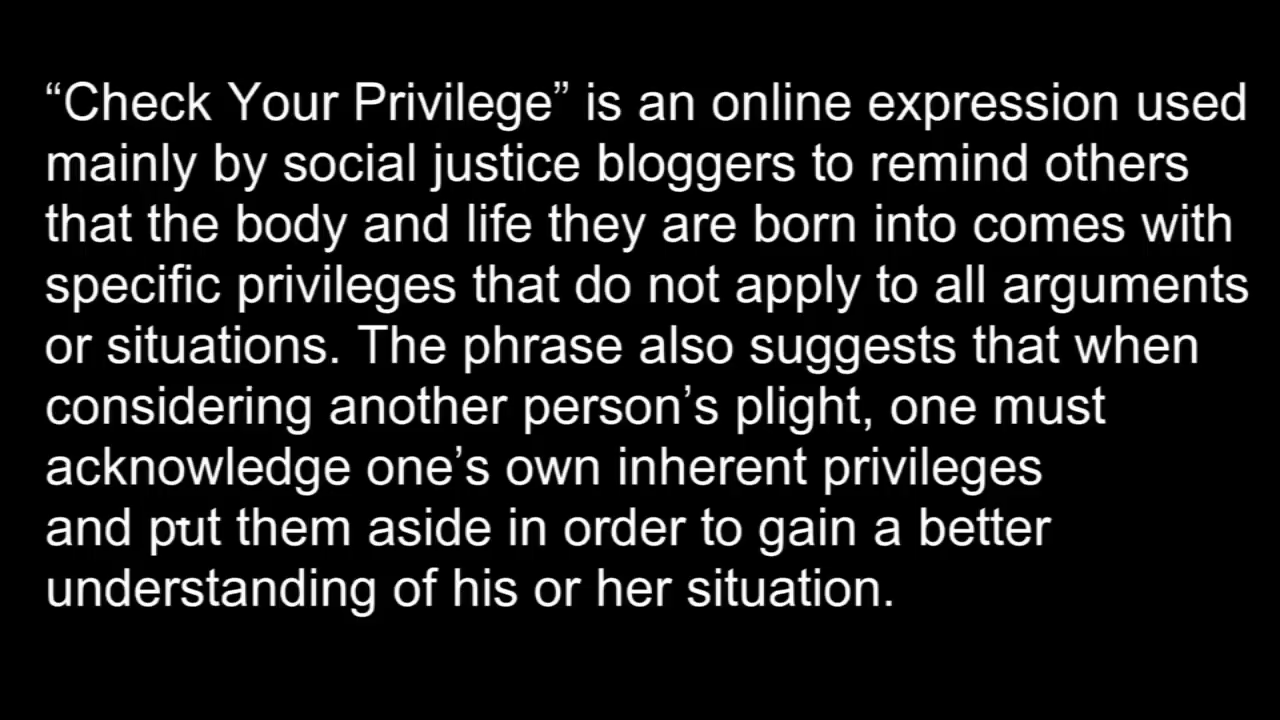 “Check Your Privilege” is an online expression used
mainly by social justice bloggers to remind others
that the body and life they are born into comes with
specific privileges that do not apply to all arguments
or situations. The phrase also suggests that when
considering another person’s plight, one must
acknowledge one’s own inherent privileges
and put them aside in order to gain a better
understanding of his or her situation.